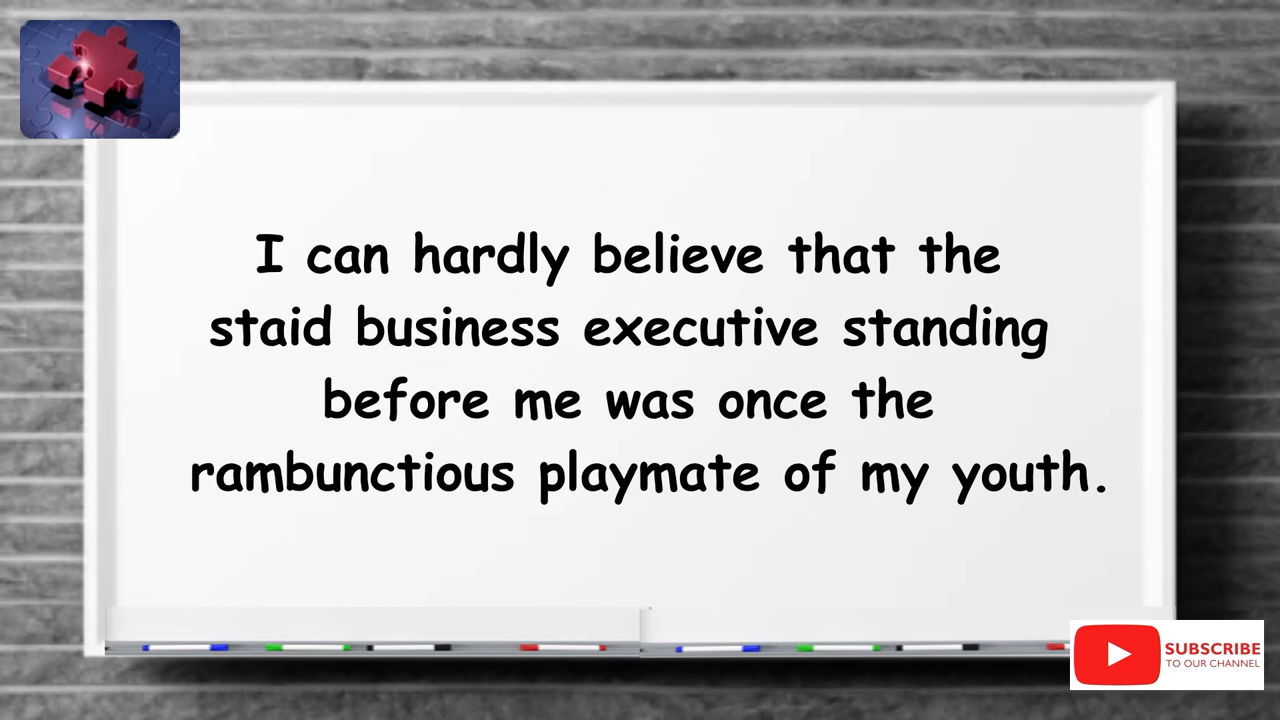 I can hardly believe that the
staid business executive standing
before me was once the
rambunctious playmate of my youth.
SUBSCRIBE
TO OUR CHANNEL